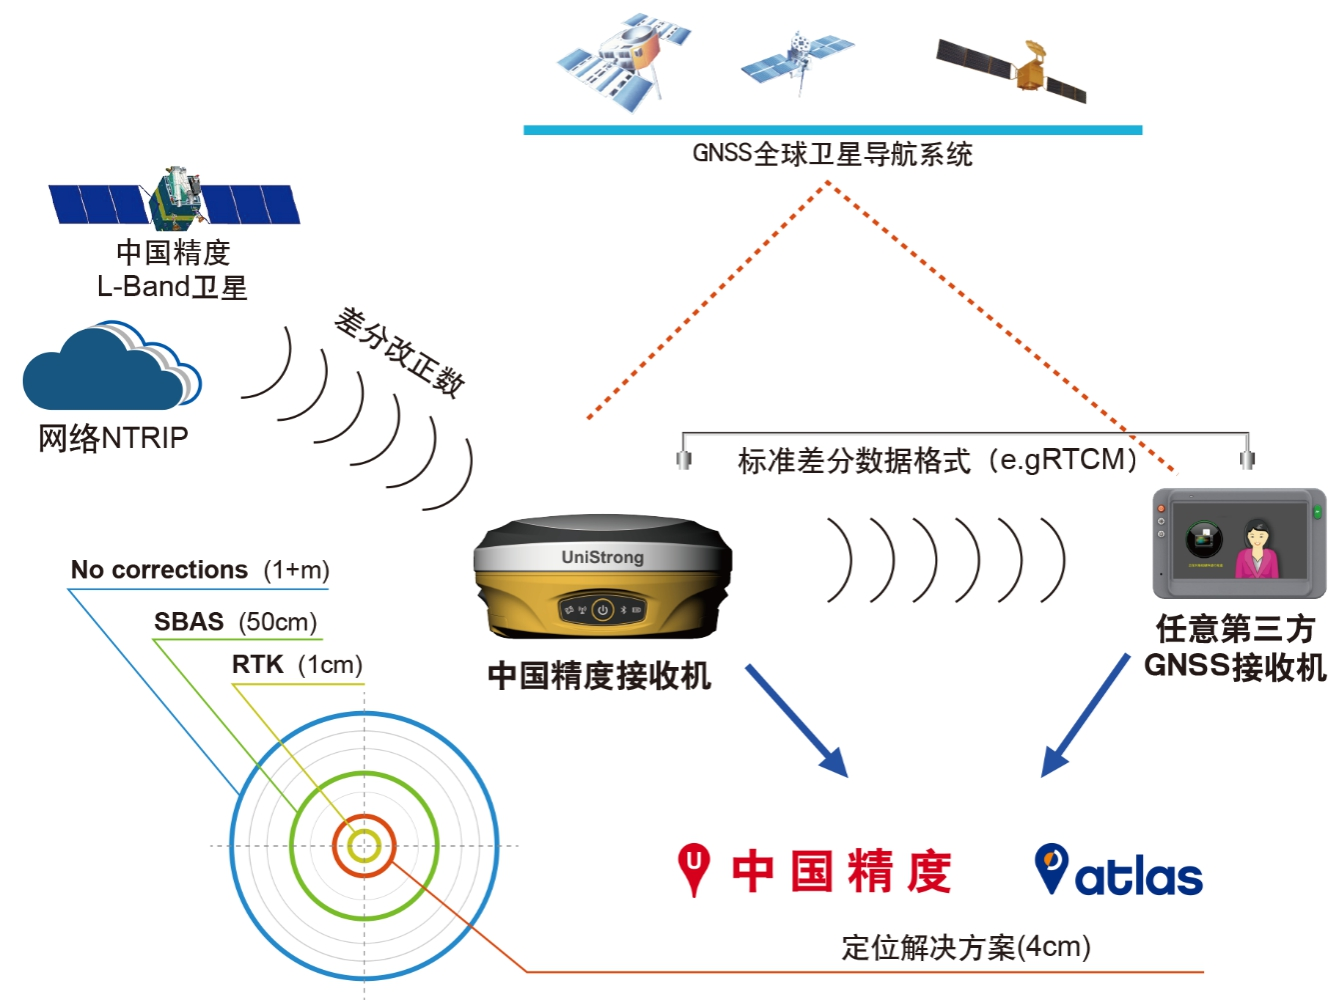 GNSS全球卫星导航系统
中国精度
L-Band卫星
差分改正数
网络NTRIP
标准差分数据格式（e.gRTCM）
UniStrong
中国精度接收机
任意第三方
GNSS接收机
No corrections (1+m)
SBAS (50cm)
RTK (1cm)
U 中国精度
atlas
定位解决方案(4cm)